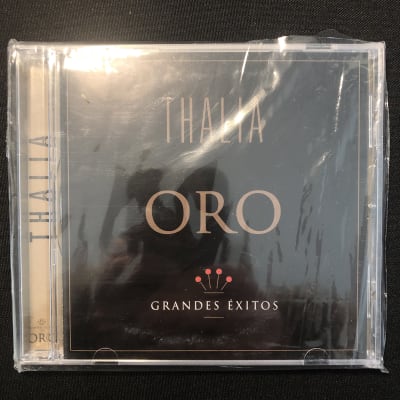 THALIA
THALIA
ORO
GRANDES ÉXITOS
ORO